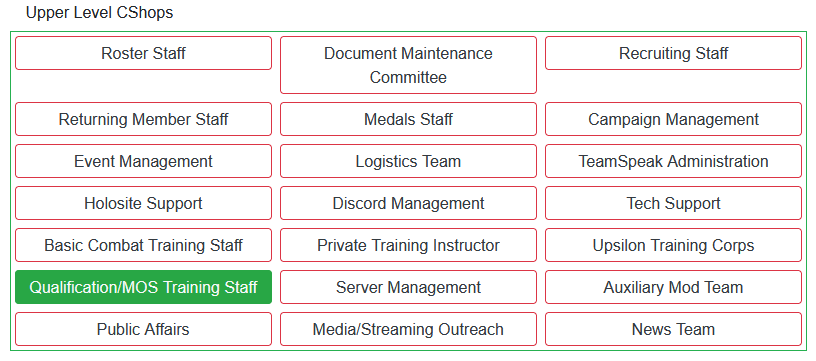 Upper Level CShops
Roster Staff
Document Maintenance
Committee
Recruiting Staff
Returning Member Staff
Medals Staff
Campaign Management
Event Management
Logistics Team
TeamSpeak Administration
Holosite Support
Discord Management
Tech Support
Basic Combat Training Staff
Private Training Instructor
Upsilon Training Corps
Qualification/MOS Training Staff
Server Management
Auxiliary Mod Team
Public Affairs
Media/Streaming Outreach
News Team